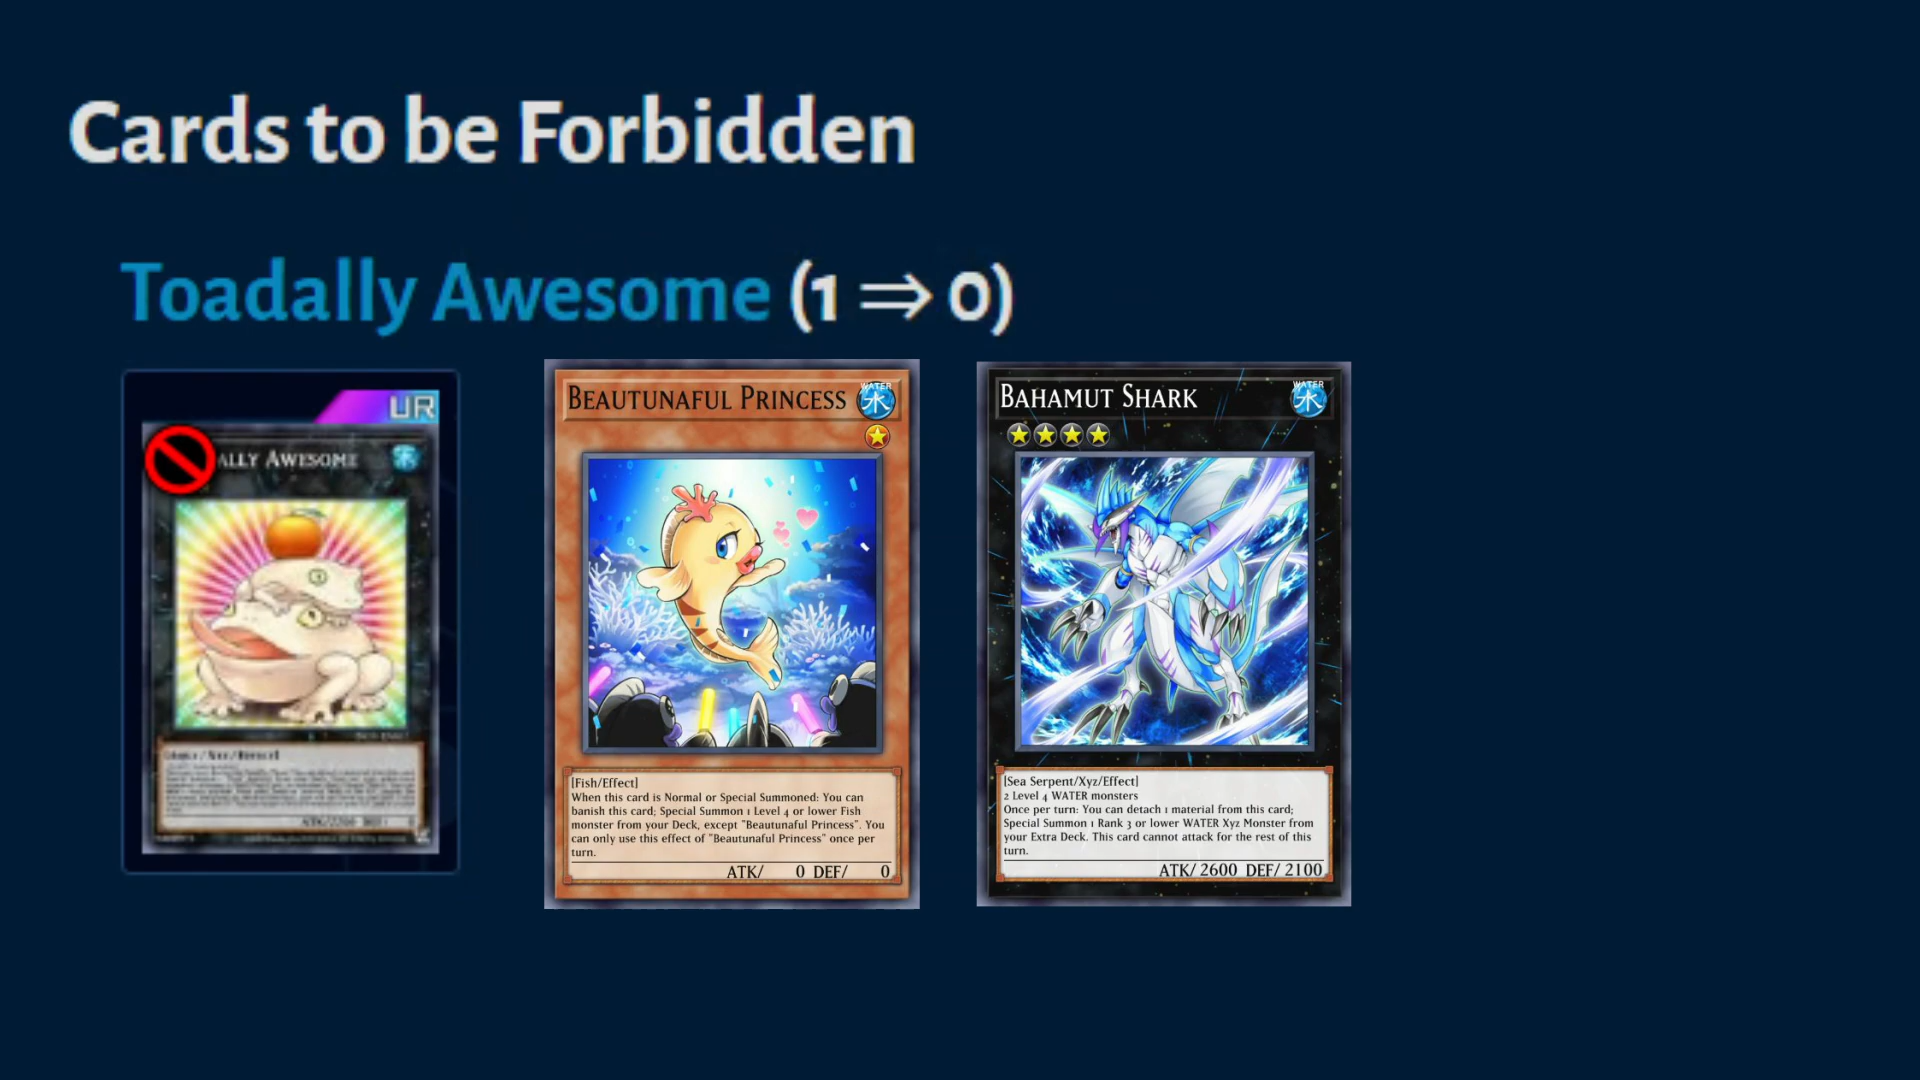 Cards to be Forbidden
Toadally Awesome (1 ⇒ 0)
UR
ALLY AWESOME
BEAUTUNAFUL PRINCESS
WATER
水
[Fish/Effect]
When this card is Normal or Special Summoned: You can
banish this card; Special Summon 1 Level 4 or lower Fish
monster from your Deck, except "Beautunaful Princess". You
can only use this effect of "Beautunaful Princess" once per
turn.
ATK/ 0 DEF/ 0
BAHAMUT SHARK
WATER
水
[Sea Serpent/Xyz/Effect]
2 Level 4 WATER monsters
Once per turn: You can detach 1 material from this card;
Special Summon 1 Rank 3 or lower WATER Xyz Monster from
your Extra Deck. This card cannot attack for the rest of this
turn.
ATK/ 2600 DEF/ 2100